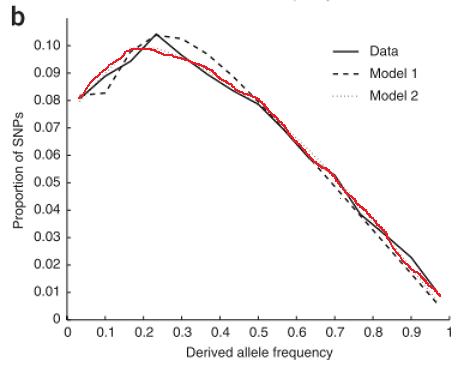 b
0.10
0.09
0.08
0.07
0.06
0.05
0.04
0.03
0.02
0.01
0
Proportion of SNPs
Data
Model 1
Model 2
0 0.1 0.2 0.3 0.4 0.5 0.6 0.7 0.8 0.9 1
Derived allele frequency